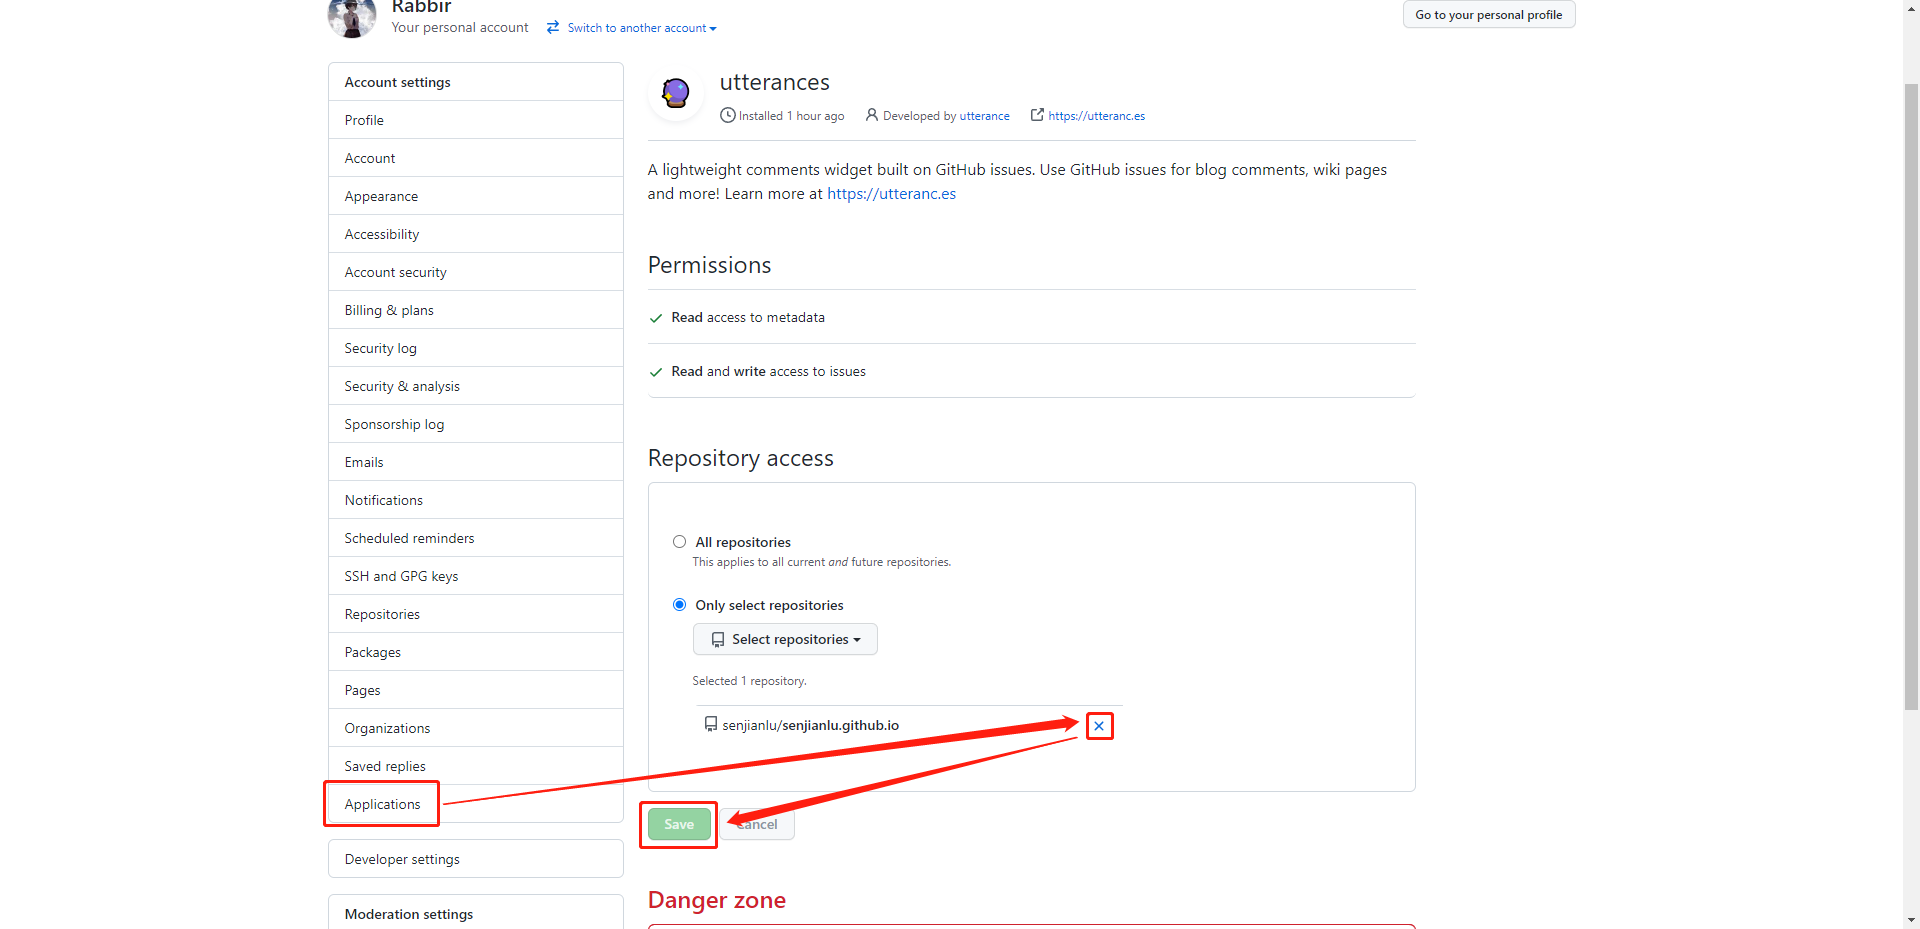 Rabbir
Your personal account Switch to another account
Go to your personal profile
Account settings
Profile
Account
Appearance
Accessibility
Account security
Billing & plans
Security log
Security & analysis
Sponsorship log
Emails
Notifications
Scheduled reminders
SSH and GPG keys
Repositories
Packages
Pages
Organizations
Saved replies
Applications
Developer settings
Moderation settings
utterances
Installed 1 hour ago Developed by utterance https://utteranc.es
A lightweight comments widget built on GitHub issues. Use GitHub issues for blog comments, wiki pages
and more! Learn more at https://utteranc.es
Permissions
Read access to metadata
Read and write access to issues
Repository access
All repositories
This applies to all current and future repositories.
Only select repositories
Select repositories
Selected 1 repository.
senjianlu/senjianlu.github.io
Save Cancel
Danger zone